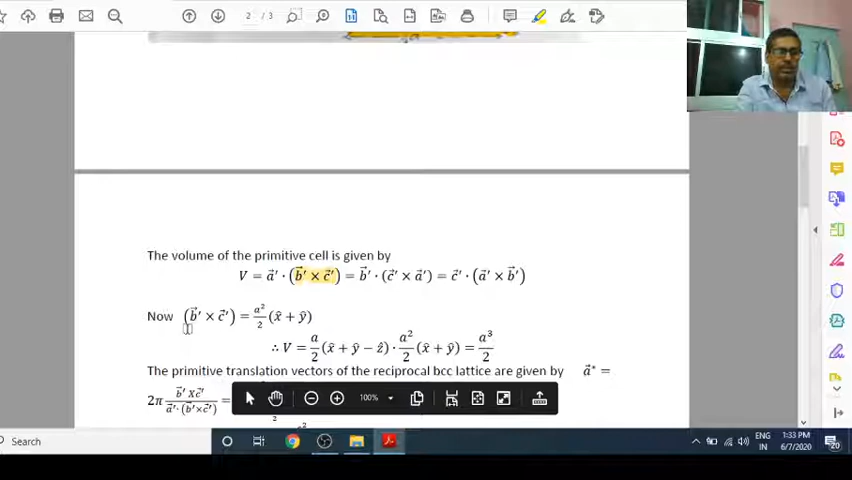 2 / 3
The volume of the primitive cell is given by
V = a⃗′ · (b⃗′ × c⃗′) = b⃗′ · (c⃗′ × a⃗′) = c⃗′ · (a⃗′ × b⃗′)
Now (b⃗′ × c⃗′) = a²/2 (x̂ + ŷ)
∴ V = a/2 (x̂ + ŷ − ẑ) · a²/2 (x̂ + ŷ) = a³/2
The primitive translation vectors of the reciprocal bcc lattice are given by a⃗* =
2π b⃗′ X c⃗′ / a⃗′·(b⃗′×c⃗′) =
100%
Search
ENG
IN
1:33 PM
6/7/2020
20